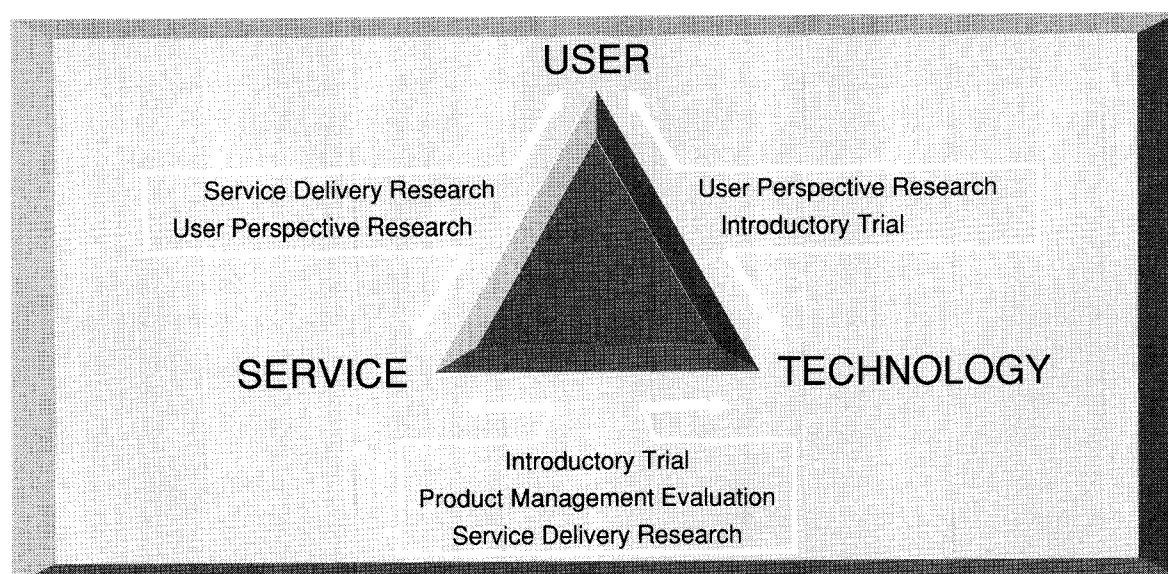 USER
Service Delivery Research
User Perspective Research
User Perspective Research
Introductory Trial
SERVICE
TECHNOLOGY
Introductory Trial
Product Management Evaluation
Service Delivery Research